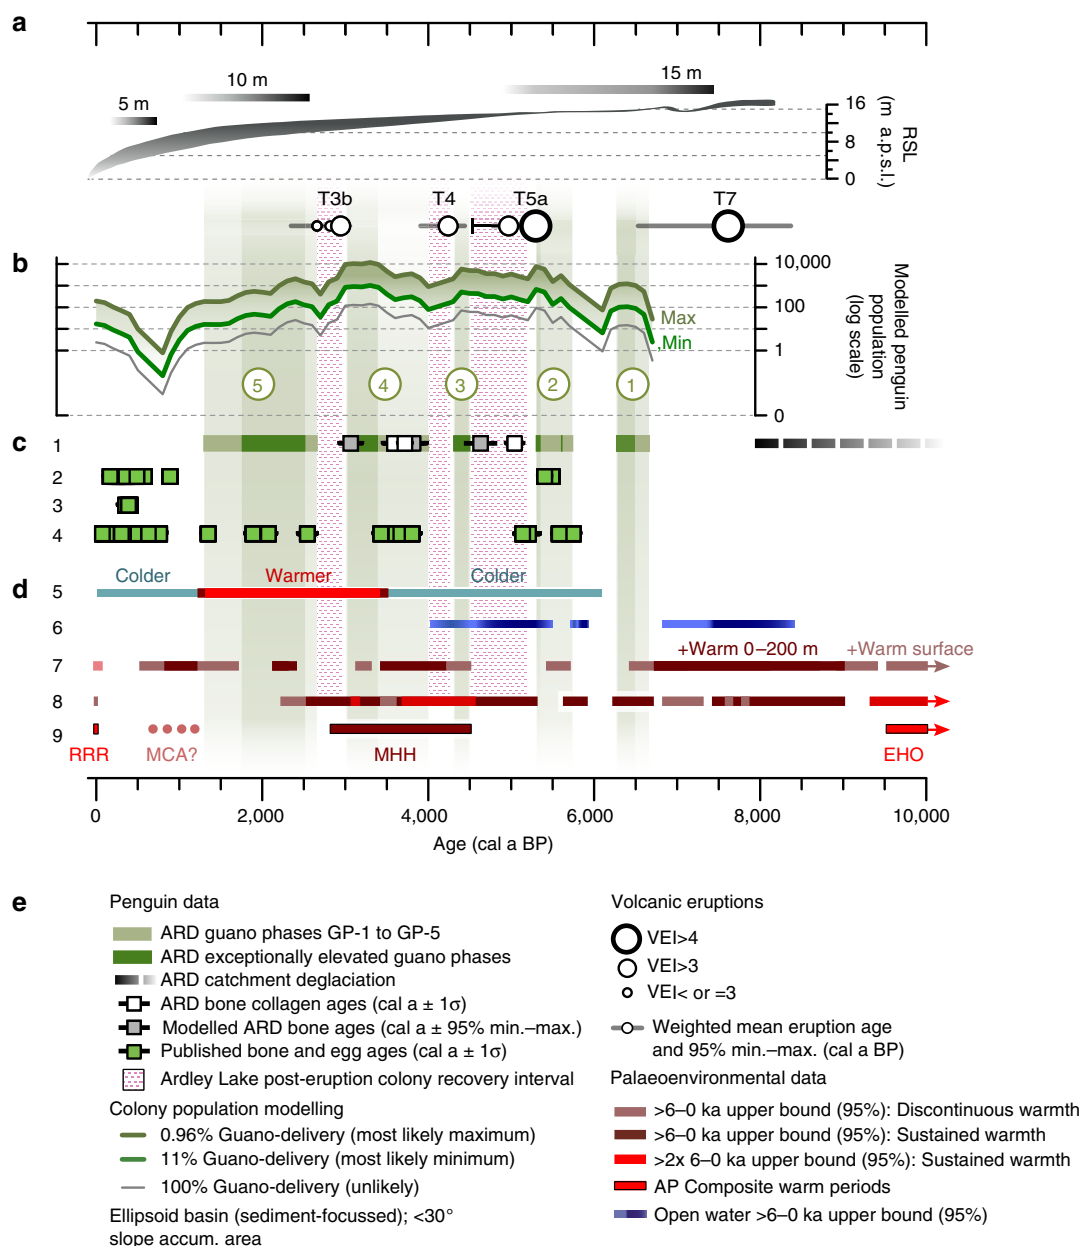 a
5 m
10 m
15 m
16
8
0
RSL
(m a.p.s.l.)
T3b
T4
T5a
T7
b
10,000
100
1
0
Modelled penguin
population
(log scale)
Max
Min
5
4
3
2
1
c
1
2
3
4
d
5
Colder
Warmer
Colder
6
7
+Warm 0–200 m
+Warm surface
8
9
RRR
MCA?
MHH
EHO
0
2,000
4,000
6,000
8,000
10,000
Age (cal a BP)
e
Penguin data
ARD guano phases GP-1 to GP-5
ARD exceptionally elevated guano phases
ARD catchment deglaciation
ARD bone collagen ages (cal a ± 1σ)
Modelled ARD bone ages (cal a ± 95% min.–max.)
Published bone and egg ages (cal a ± 1σ)
Ardley Lake post-eruption colony recovery interval
Colony population modelling
0.96% Guano-delivery (most likely maximum)
11% Guano-delivery (most likely minimum)
100% Guano-delivery (unlikely)
Ellipsoid basin (sediment-focussed); <30°
slope accum. area
Volcanic eruptions
VEI>4
VEI>3
VEI< or =3
Weighted mean eruption age
and 95% min.–max. (cal a BP)
Palaeoenvironmental data
>6–0 ka upper bound (95%): Discontinuous warmth
>6–0 ka upper bound (95%): Sustained warmth
>2x 6–0 ka upper bound (95%): Sustained warmth
AP Composite warm periods
Open water >6–0 ka upper bound (95%)